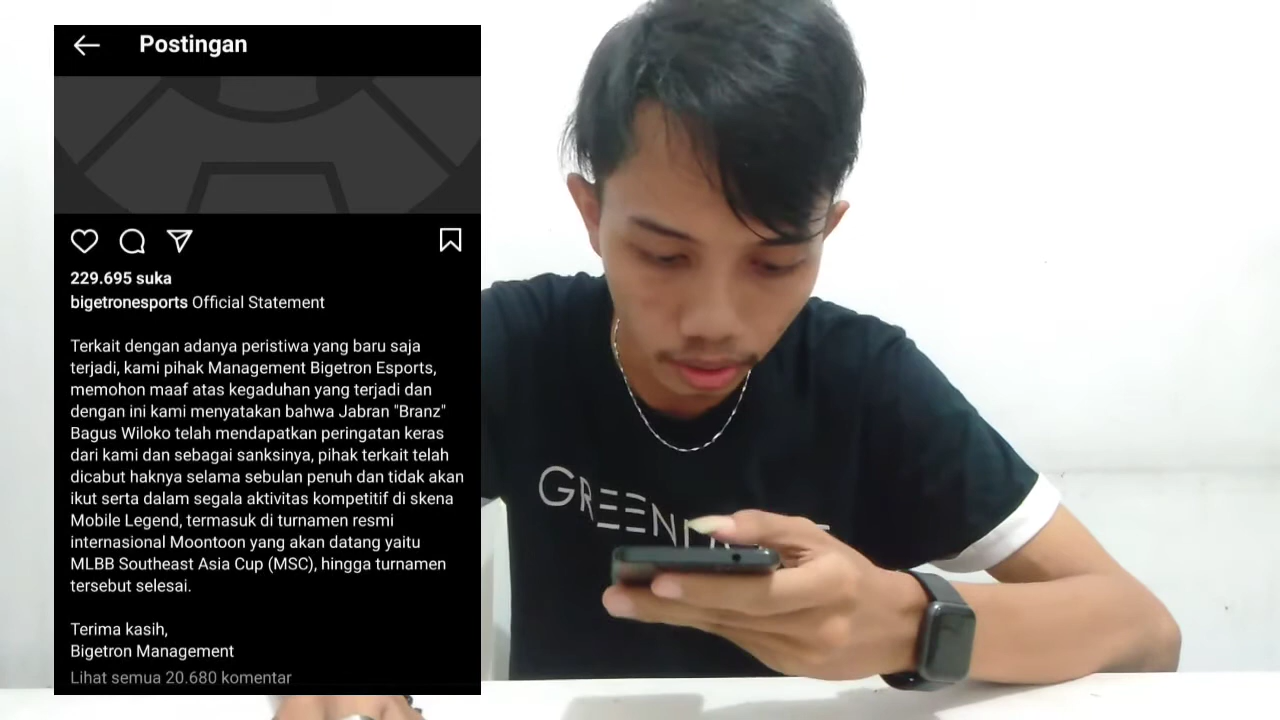 Postingan
229.695 suka
bigetronesports Official Statement
Terkait dengan adanya peristiwa yang baru saja
terjadi, kami pihak Management Bigetron Esports,
memohon maaf atas kegaduhan yang terjadi dan
dengan ini kami menyatakan bahwa Jabran "Branz"
Bagus Wiloko telah mendapatkan peringatan keras
dari kami dan sebagai sanksinya, pihak terkait telah
dicabut haknya selama sebulan penuh dan tidak akan
ikut serta dalam segala aktivitas kompetitif di skena
Mobile Legend, termasuk di turnamen resmi
internasional Moontoon yang akan datang yaitu
MLBB Southeast Asia Cup (MSC), hingga turnamen
tersebut selesai.
Terima kasih,
Bigetron Management
Lihat semua 20.680 komentar